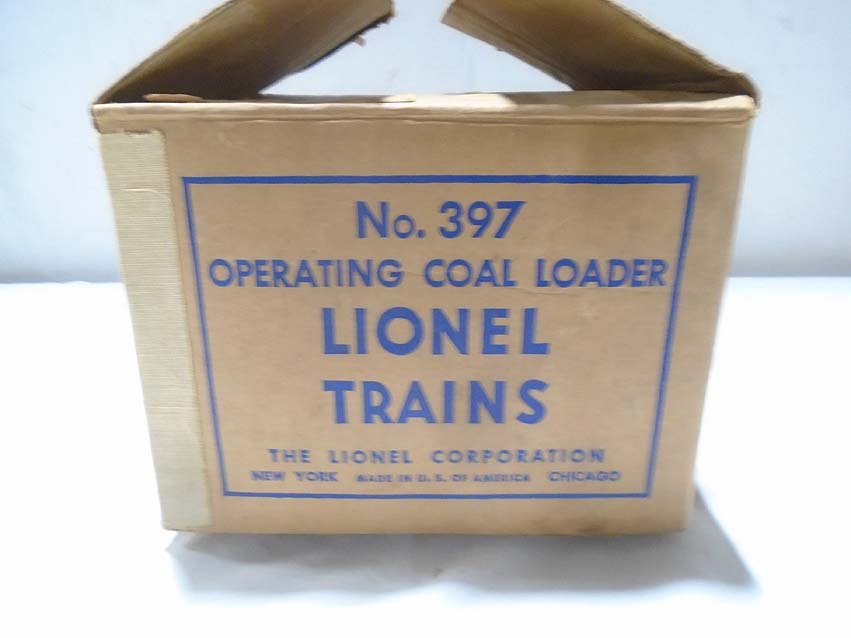 No. 397
OPERATING COAL LOADER
LIONEL
TRAINS
THE LIONEL CORPORATION
NEW YORK MADE IN U. S. OF AMERICA CHICAGO